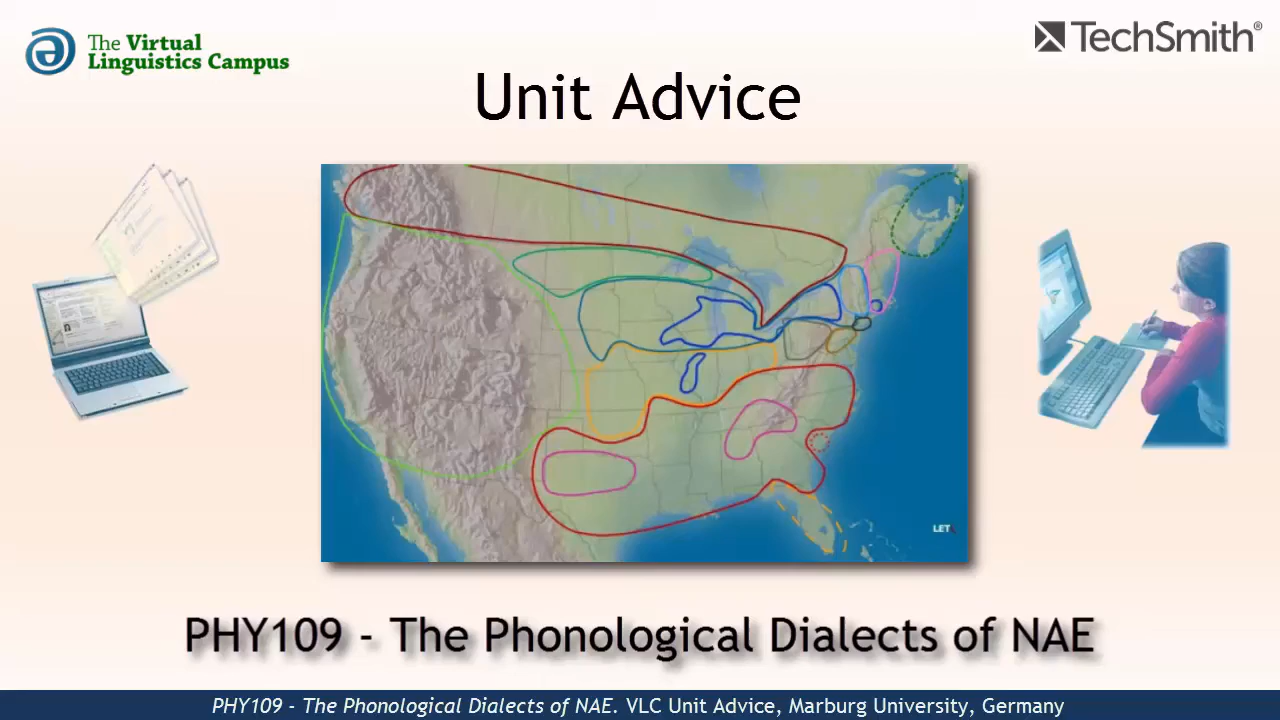 The Virtual
Linguistics Campus
TechSmith®
Unit Advice
LET
PHY109 - The Phonological Dialects of NAE
PHY109 - The Phonological Dialects of NAE. VLC Unit Advice, Marburg University, Germany